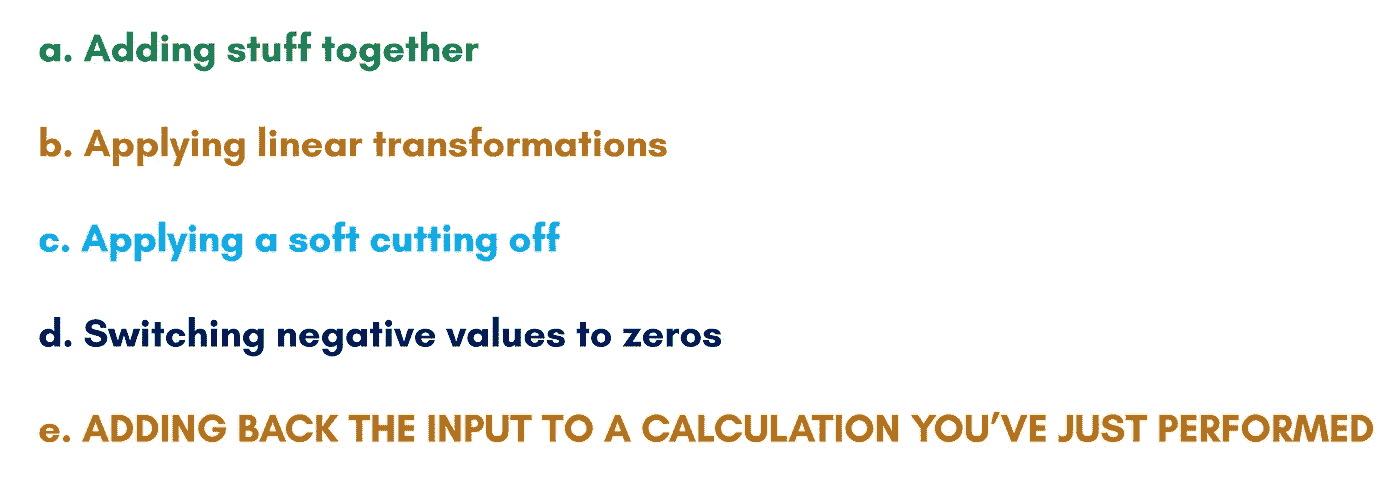 a. Adding stuff together
b. Applying linear transformations
c. Applying a soft cutting off
d. Switching negative values to zeros
e. ADDING BACK THE INPUT TO A CALCULATION YOU’VE JUST PERFORMED